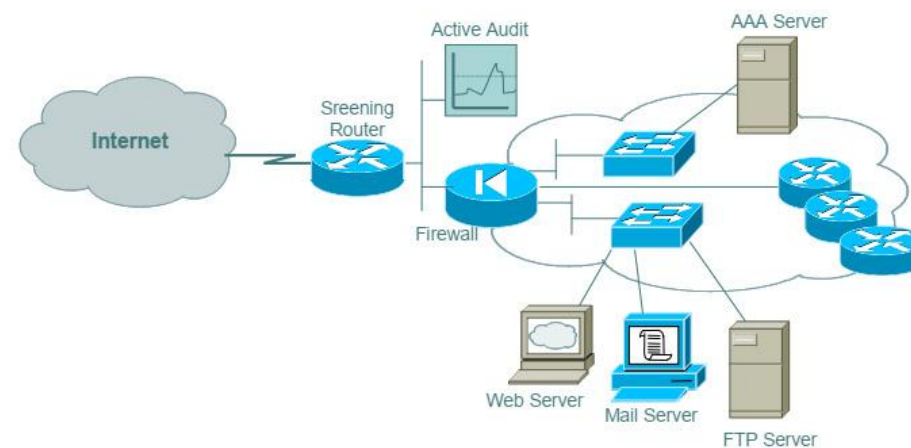 Active Audit
AAA Server
Sreening
Router
Internet
Firewall
Web Server
Mail Server
FTP Server